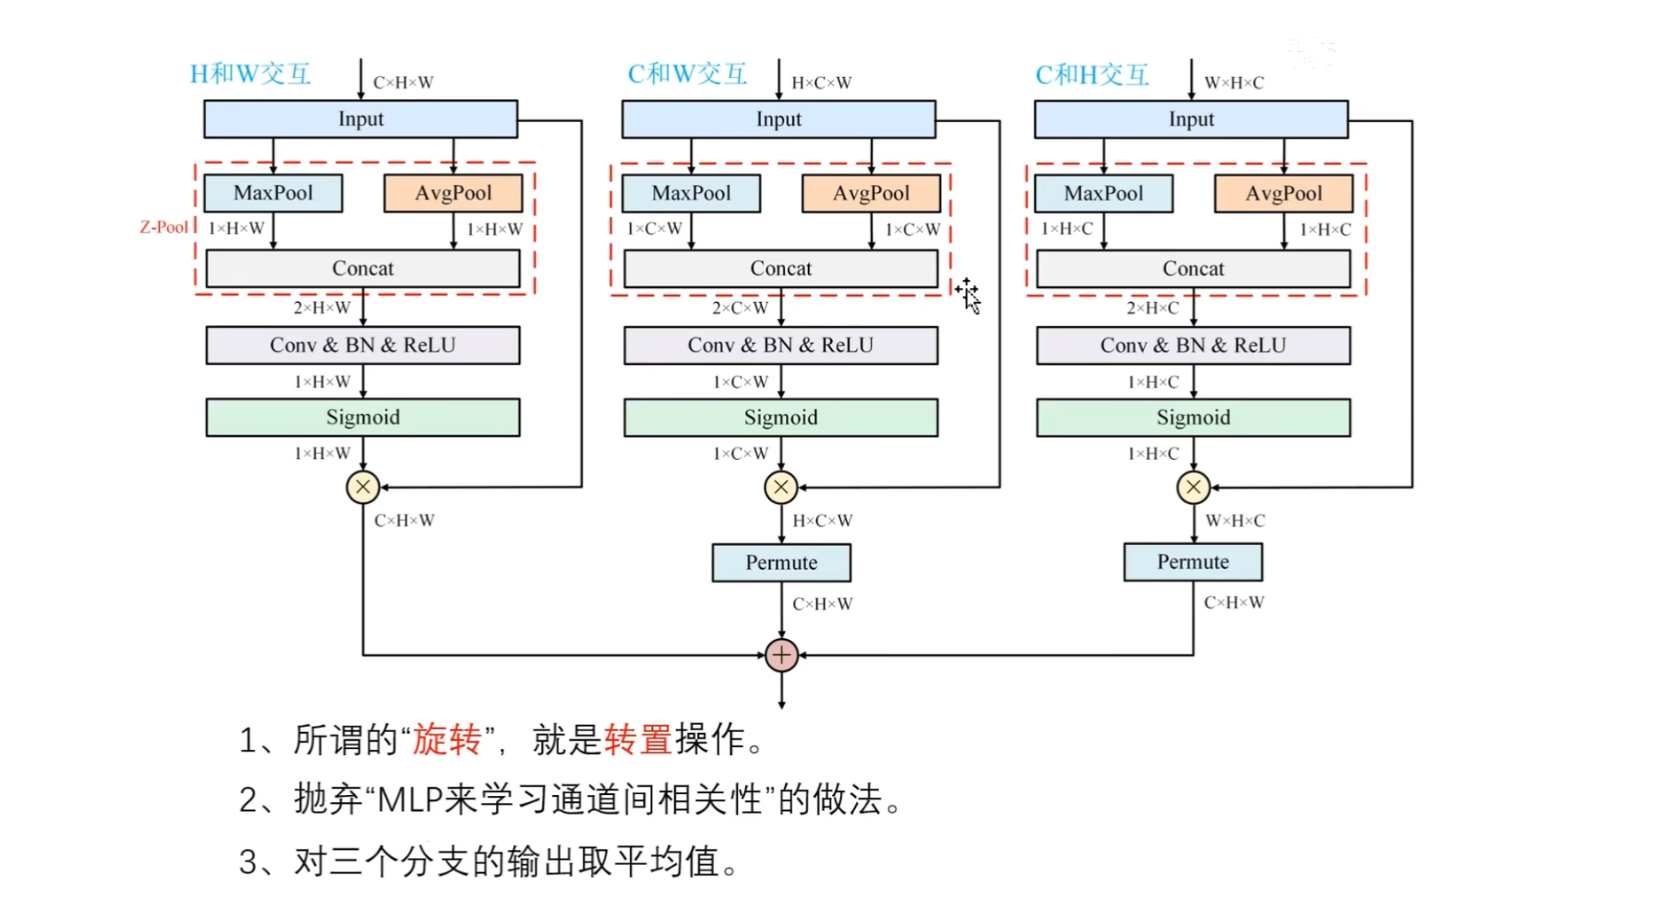 H和W交互
C×H×W
C和W交互
H×C×W
C和H交互
W×H×C
Input
Input
Input
MaxPool
AvgPool
MaxPool
AvgPool
MaxPool
AvgPool
Z-Pool
1×H×W
1×H×W
1×C×W
1×C×W
1×H×C
1×H×C
Concat
Concat
Concat
2×H×W
2×C×W
2×H×C
Conv & BN & ReLU
Conv & BN & ReLU
Conv & BN & ReLU
1×H×W
1×C×W
1×H×C
Sigmoid
Sigmoid
Sigmoid
1×H×W
1×C×W
1×H×C
C×H×W
H×C×W
W×H×C
Permute
Permute
C×H×W
C×H×W
1、所谓的“旋转”，就是转置操作。
2、抛弃“MLP来学习通道间相关性”的做法。
3、对三个分支的输出取平均值。